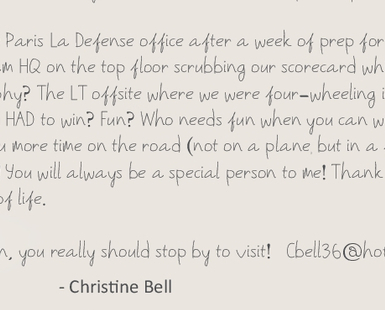 Paris La Defense office after a week of prep for
m HQ on the top floor scrubbing our scorecard wh
hy? The LT offsite where we were four-wheeling i
HAD to win? Fun? Who needs fun when you can w
u more time on the road (not on a plane, but in a
You will always be a special person to me! Thank
of life.
n, you really should stop by to visit! Cbell36@hot
- Christine Bell